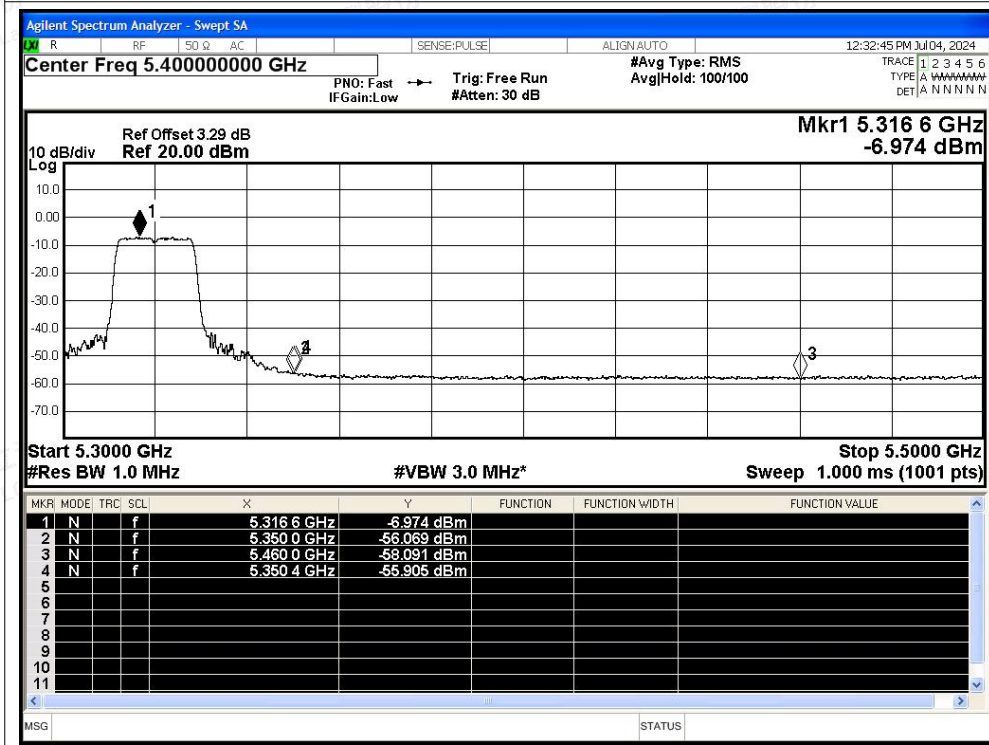 Agilent Spectrum Analyzer - Swept SA
LXI R RF 50 Ω AC SENSE:PULSE ALIGN AUTO 12:32:45 PM Jul 04, 2024
Center Freq 5.400000000 GHz #Avg Type: RMS TRACE 1 2 3 4 5 6
PNO: Fast Trig: Free Run Avg|Hold: 100/100 TYPE A WWWWW
IFGain:Low #Atten: 30 dB DET A N N N N N
Mkr1 5.316 6 GHz
Ref Offset 3.29 dB
10 dB/div Ref 20.00 dBm -6.974 dBm
Log
10.0
1
0.00
-10.0
-20.0
-30.0
-40.0
4 3
-50.0
-60.0
-70.0
Start 5.3000 GHz Stop 5.5000 GHz
#Res BW 1.0 MHz #VBW 3.0 MHz* Sweep 1.000 ms (1001 pts)
MKR MODE TRC SCL X Y FUNCTION FUNCTION WIDTH FUNCTION VALUE
1 N f 5.316 6 GHz -6.974 dBm
2 N f 5.350 0 GHz -56.069 dBm
3 N f 5.460 0 GHz -58.091 dBm
4 N f 5.350 4 GHz -55.905 dBm
5
6
7
8
9
10
11
MSG STATUS